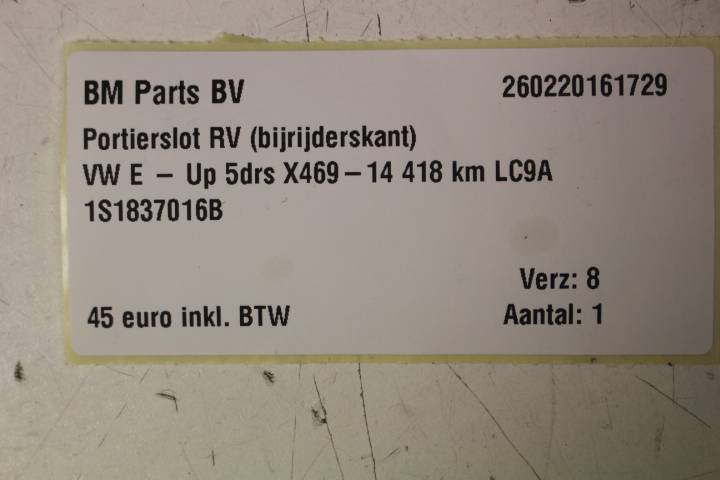 BM Parts BV 260220161729
Portierslot RV (bijrijderskant)
VW E - Up 5drs X469 - 14 418 km LC9A
1S1837016B
Verz: 8
45 euro inkl. BTW Aantal: 1